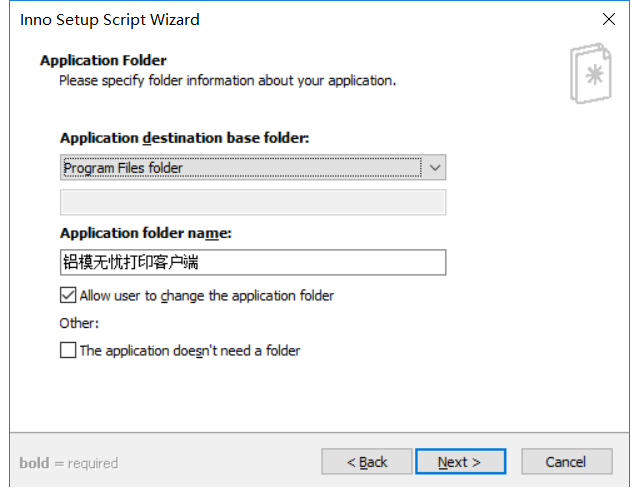 Inno Setup Script Wizard
Application Folder
Please specify folder information about your application.
Application destination base folder:
Program Files folder
Application folder name:
铝模无忧打印客户端
Allow user to change the application folder
Other:
The application doesn't need a folder
bold = required
< Back
Next >
Cancel